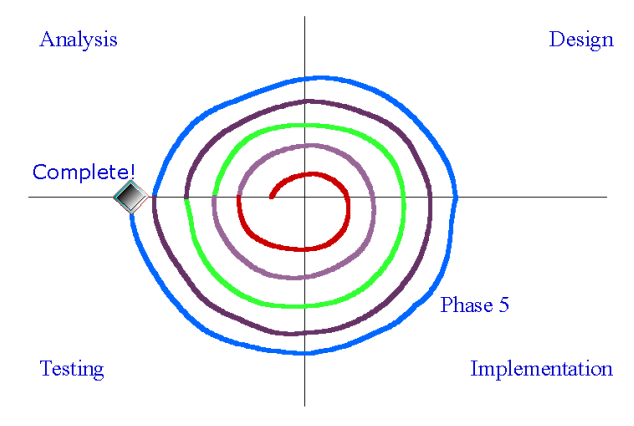 Analysis
Design
Complete!
Phase 5
Testing
Implementation